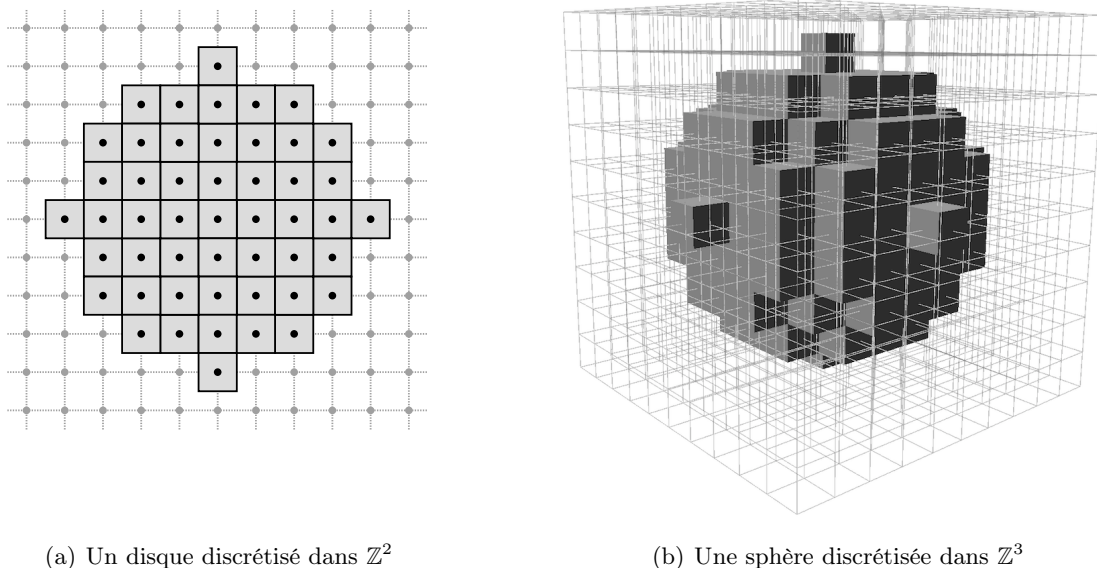 (a) Un disque discrétisé dans ℤ²
(b) Une sphère discrétisée dans ℤ³